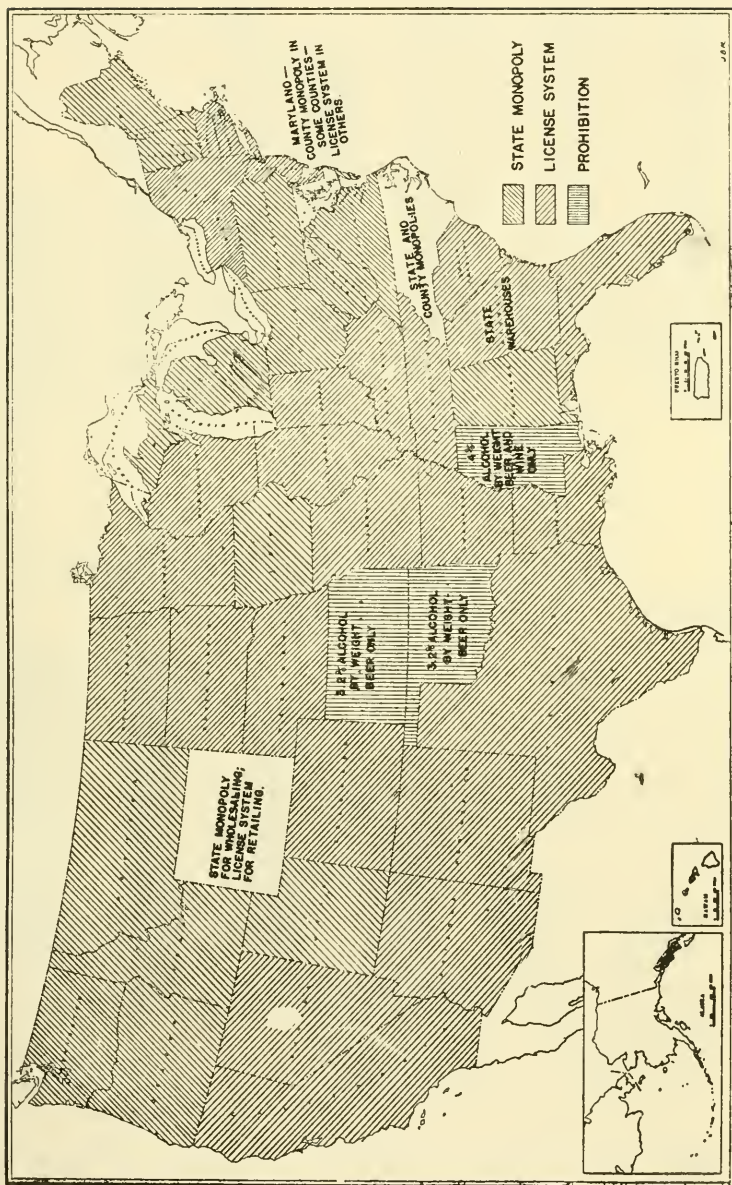 MARYLAND—
COUNTY MONOPOLY IN
SOME COUNTIES—
LICENSE SYSTEM IN
OTHERS.
STATE MONOPOLY
LICENSE SYSTEM
PROHIBITION
STATE AND
COUNTY MONOPOLIES
STATE
WAREHOUSES
4%
ALCOHOL
BY WEIGHT
BEER AND
WINE
ONLY
3.2% ALCOHOL
BY WEIGHT
BEER ONLY
3.2% ALCOHOL
BY WEIGHT-
BEER ONLY
STATE MONOPOLY
FOR WHOLESALING;
LICENSE SYSTEM
FOR RETAILING.
PUERTO RICO
HAWAII
ALASKA